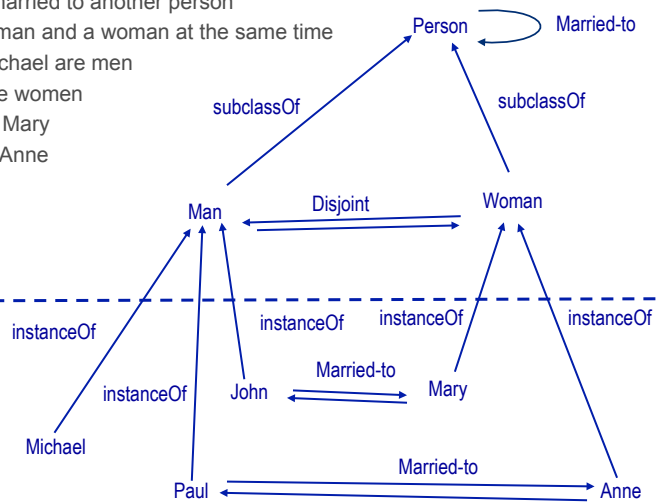 married to another person
man and a woman at the same time
chael are men
e women
Mary
Anne
Person
Married-to
subclassOf
subclassOf
Man
Disjoint
Woman
instanceOf
instanceOf
instanceOf
instanceOf
instanceOf
John
Married-to
Mary
Michael
Paul
Married-to
Anne